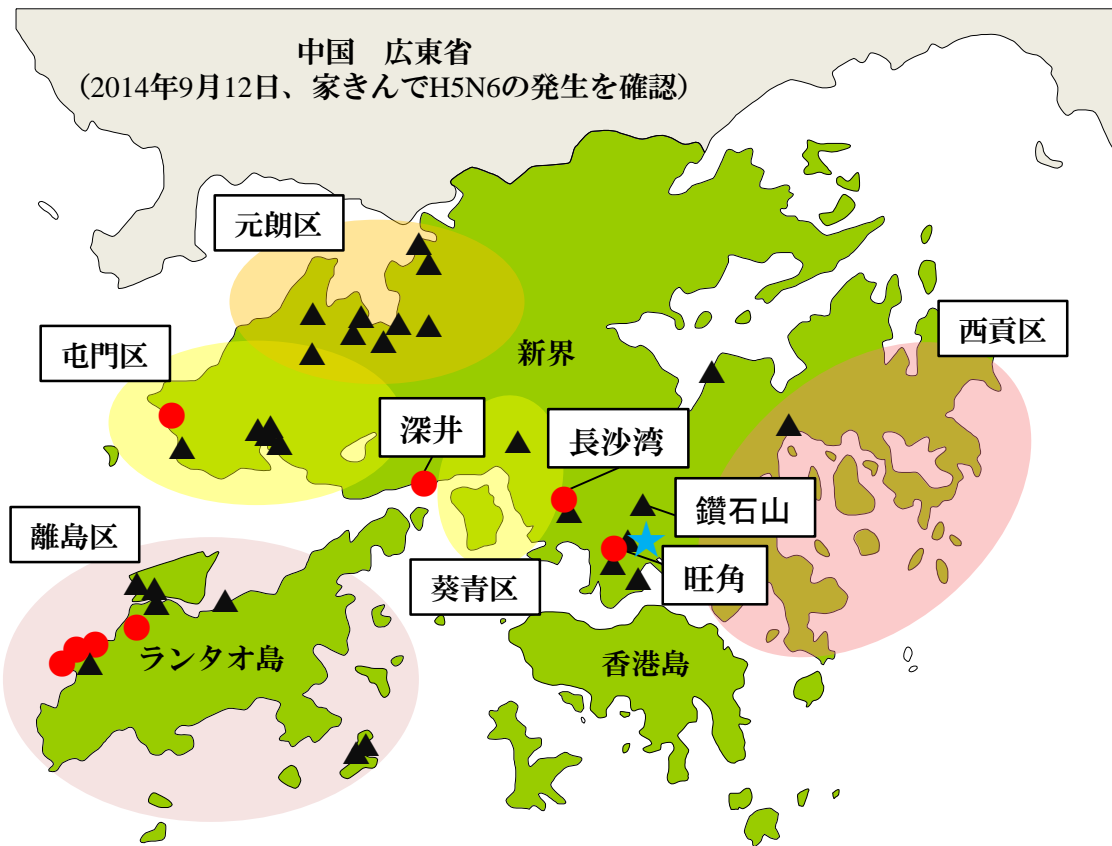 中国　広東省
（2014年9月12日、家きんでH5N6の発生を確認）
元朗区
屯門区
新界
西貢区
深井
長沙湾
鑽石山
離島区
葵青区
旺角
ランタオ島
香港島